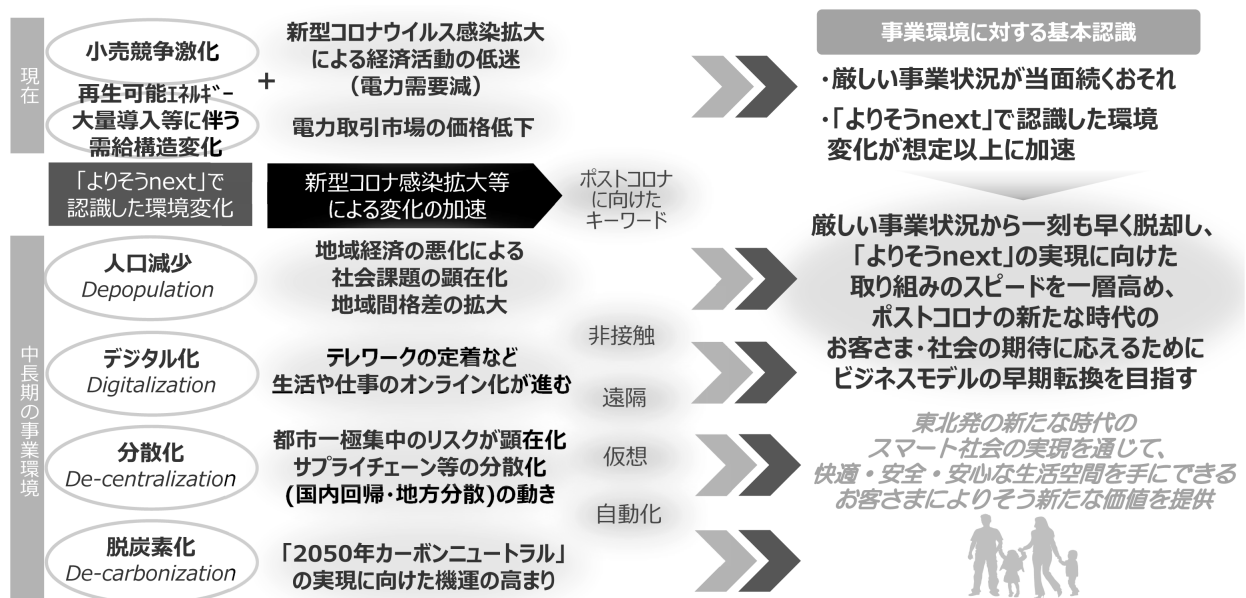 現在
小売競争激化
再生可能ｴﾈﾙｷﾞｰ
大量導入等に伴う
需給構造変化
+
新型コロナウイルス感染拡大
による経済活動の低迷
（電力需要減）
電力取引市場の価格低下
「よりそうnext」で
認識した環境変化
新型コロナ感染拡大等
による変化の加速
ポストコロナ
に向けた
キーワード
中長期の事業環境
人口減少
Depopulation
地域経済の悪化による
社会課題の顕在化
地域間格差の拡大
デジタル化
Digitalization
テレワークの定着など
生活や仕事のオンライン化が進む
分散化
De-centralization
都市一極集中のリスクが顕在化
サプライチェーン等の分散化
(国内回帰・地方分散)の動き
脱炭素化
De-carbonization
「2050年カーボンニュートラル」
の実現に向けた機運の高まり
非接触
遠隔
仮想
自動化
事業環境に対する基本認識
・厳しい事業状況が当面続くおそれ
・「よりそうnext」で認識した環境
変化が想定以上に加速
厳しい事業状況から一刻も早く脱却し、
「よりそうnext」の実現に向けた
取り組みのスピードを一層高め、
ポストコロナの新たな時代の
お客さま・社会の期待に応えるために
ビジネスモデルの早期転換を目指す
東北発の新たな時代の
スマート社会の実現を通じて、
快適・安全・安心な生活空間を手にできる
お客さまによりそう新たな価値を提供